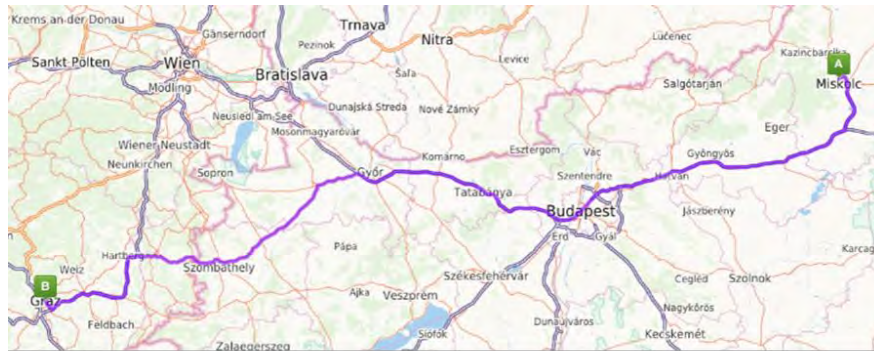 Krems an der Donau
Gänserndorf
Trnava
Sankt Pölten
Wien
Pezinok
Nitra
Levice
Lučenec
Kazincbarcika
A
Bratislava
Šaľa
Salgótarján
Miskolc
Mödling
Neusiedl am See
Dunajská Streda
Nové Zámky
Wiener Neustadt
Mosonmagyaróvár
Eger
Neunkirchen
Sopron
Komárno
Esztergom
Vác
Gyöngyös
Győr
Szentendre
Hatvan
Tatabánya
Budapest
Jászberény
Pápa
Érd
Gyál
Karcag
Hartberg
Weiz
Szombathely
Székesfehérvár
Cegléd
Szolnok
B
Graz
Ajka
Veszprém
Feldbach
Nagykőrös
Siófok
Dunaújváros
Kecskemét
Zalaegerszeg